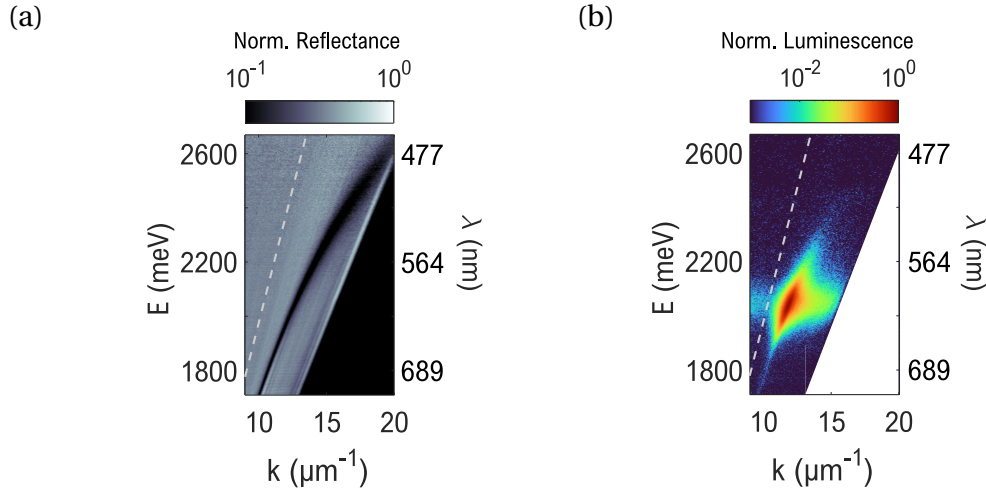 (a)
Norm. Reflectance
10⁻¹ 10⁰
2600
2200
1800
E (meV)
477
564
689
λ (nm)
10 15 20
k (µm⁻¹)
(b)
Norm. Luminescence
10⁻² 10⁰
2600
2200
1800
E (meV)
477
564
689
λ (nm)
10 15 20
k (µm⁻¹)